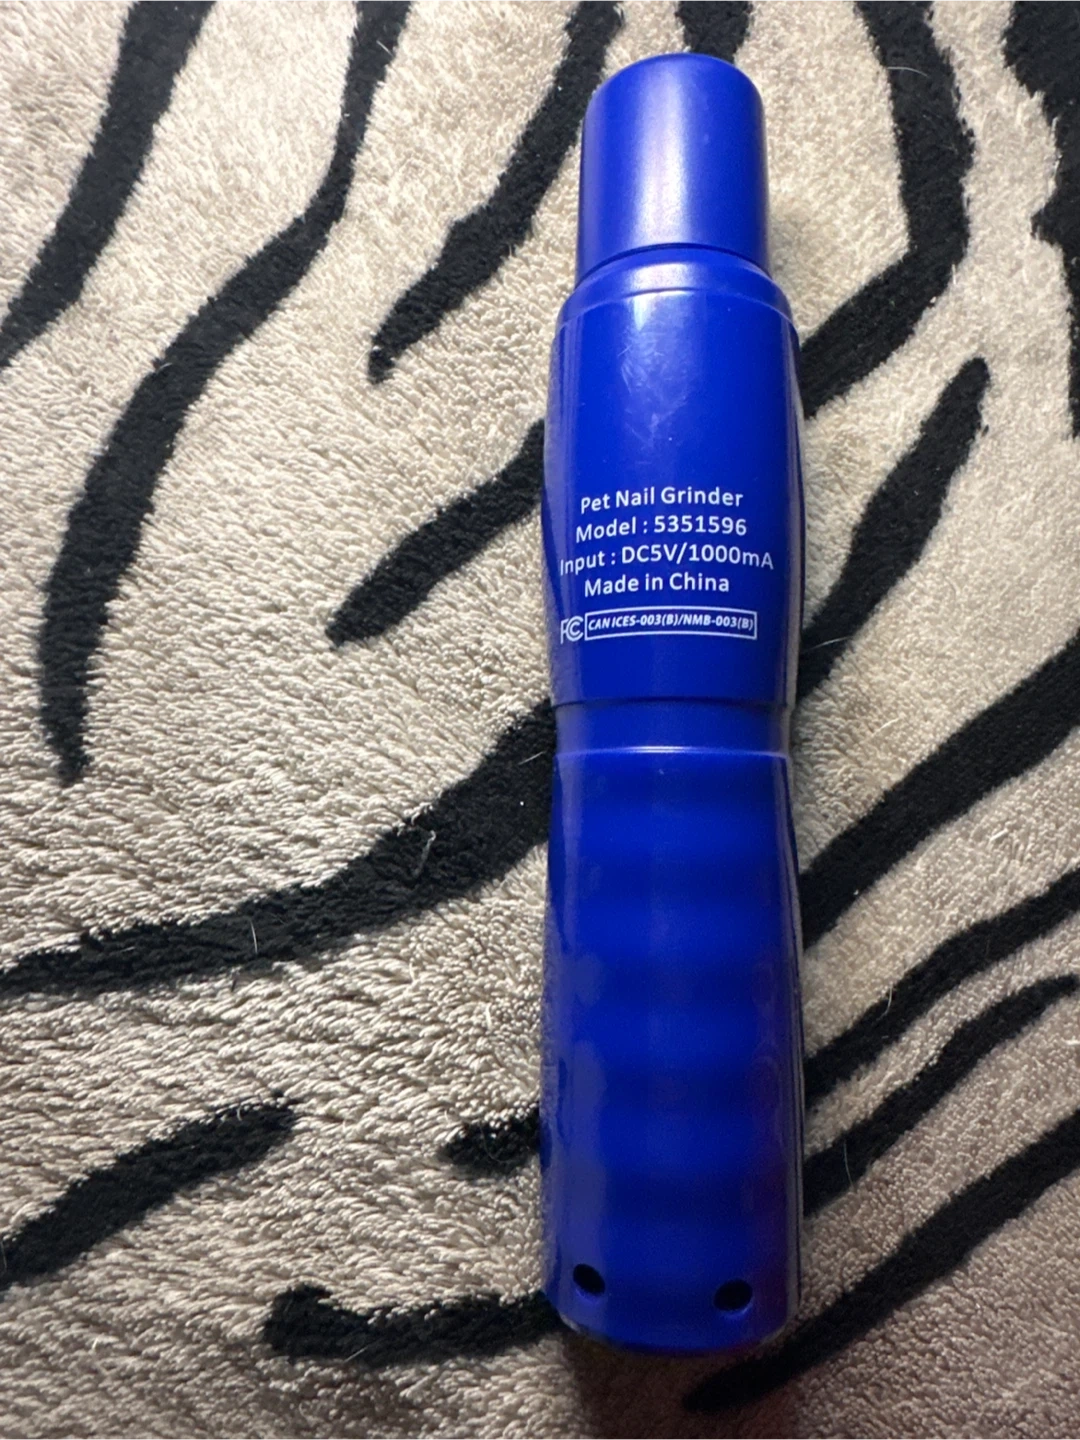 Pet Nail Grinder
Model : 5351596
Input : DC5V/1000mA
Made in China
FC CAN ICES-003(B)/NMB-003(B)